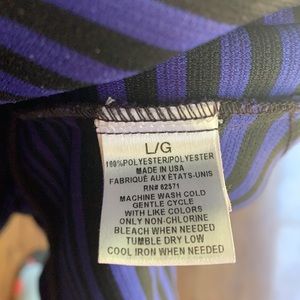 L/G
100%POLYESTER/POLYESTER
MADE IN USA
FABRIQUÉ AUX ÉTATS-UNIS
RN# 62371
MACHINE WASH COLD
GENTLE CYCLE
WITH LIKE COLORS
ONLY NON-CHLORINE
BLEACH WHEN NEEDED
TUMBLE DRY LOW
COOL IRON WHEN NEEDED